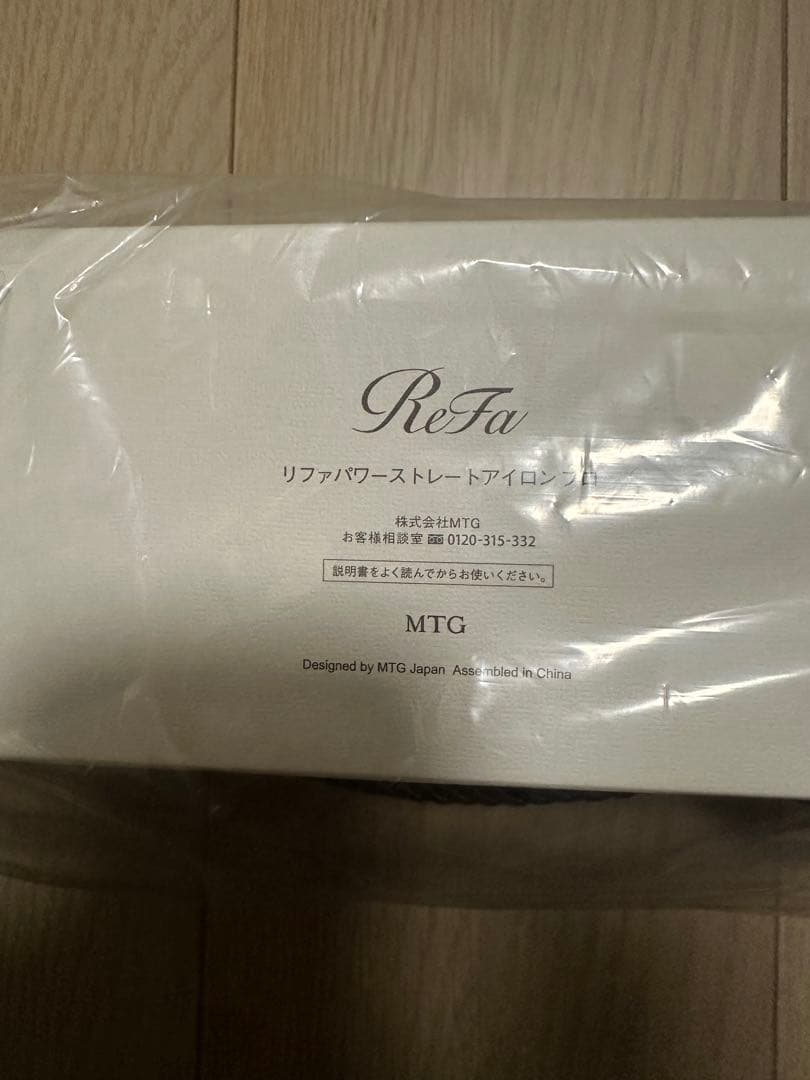 ReFa
リファパワーストレートアイロンプロ
株式会社MTG
お客様相談室 0120-315-332
説明書をよく読んでからお使いください。
MTG
Designed by MTG Japan Assembled in China